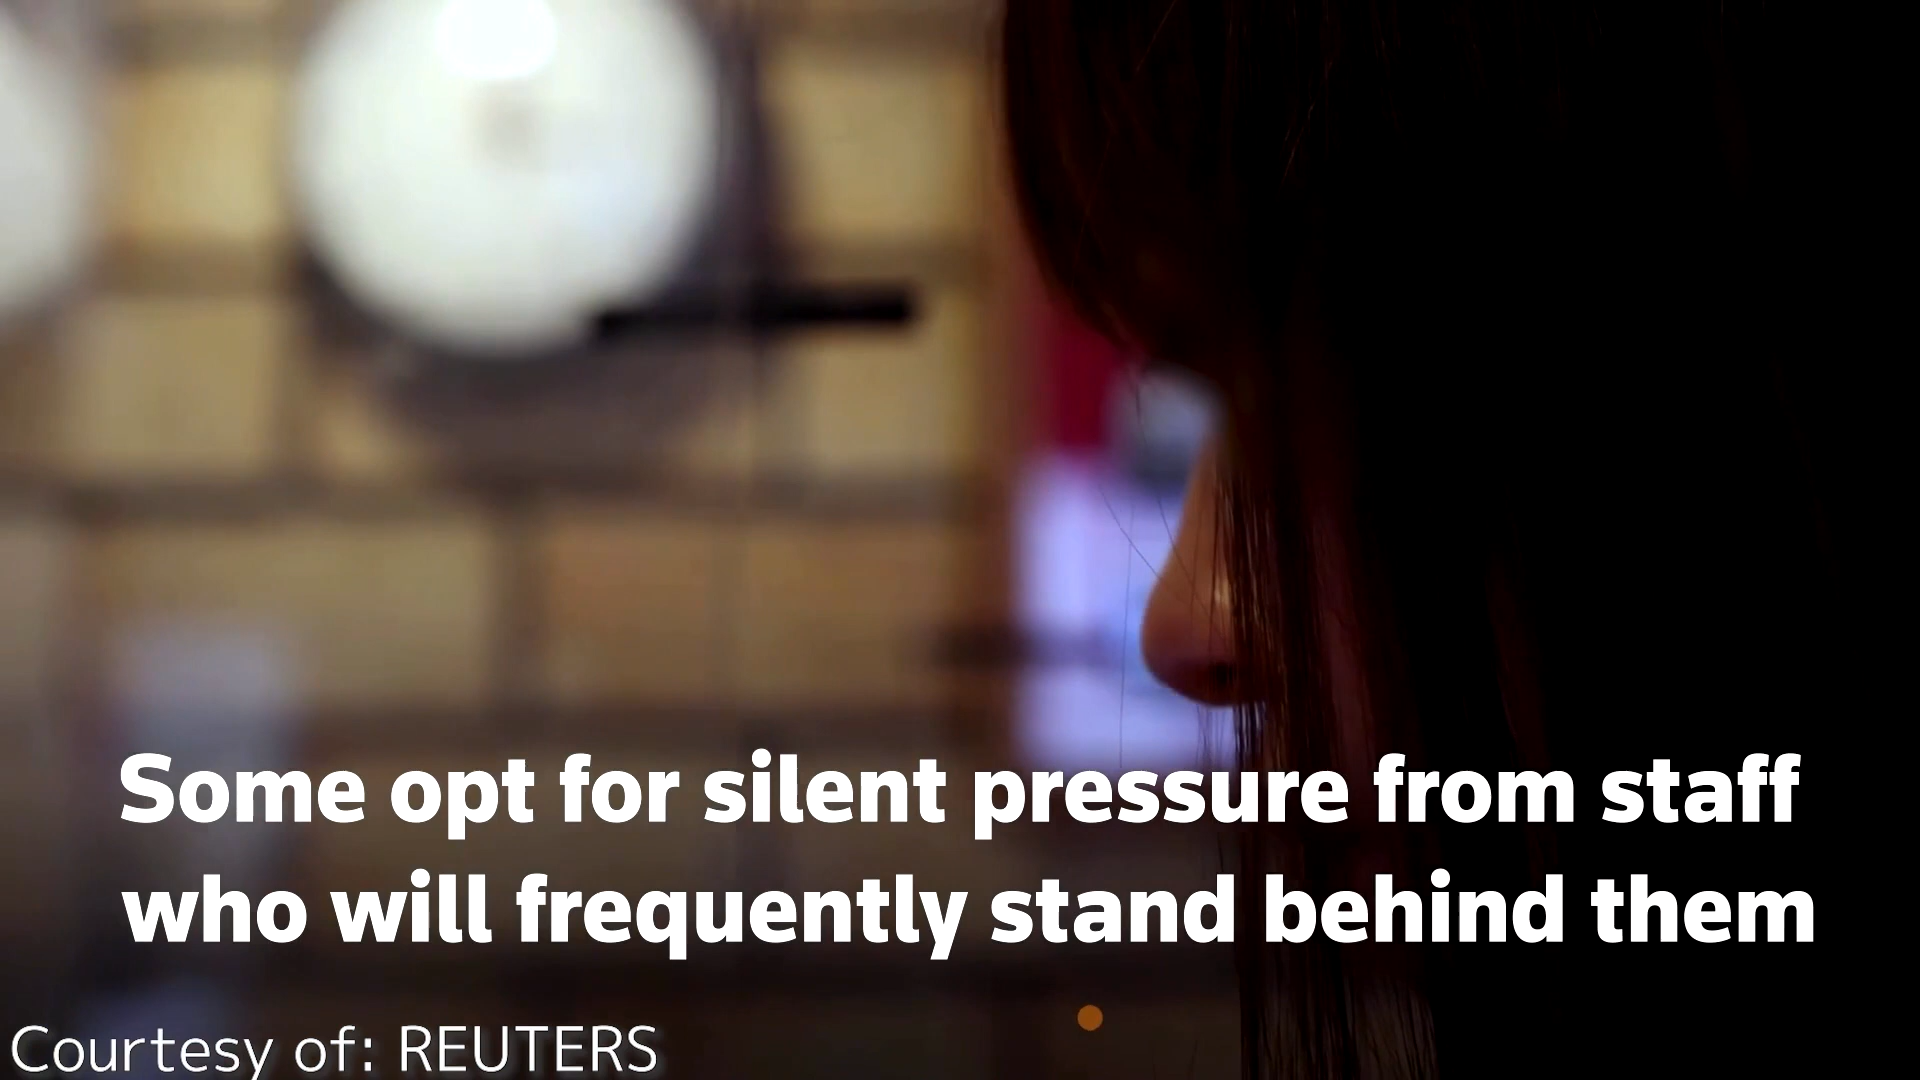 Some opt for silent pressure from staff
who will frequently stand behind them
Courtesy of: REUTERS